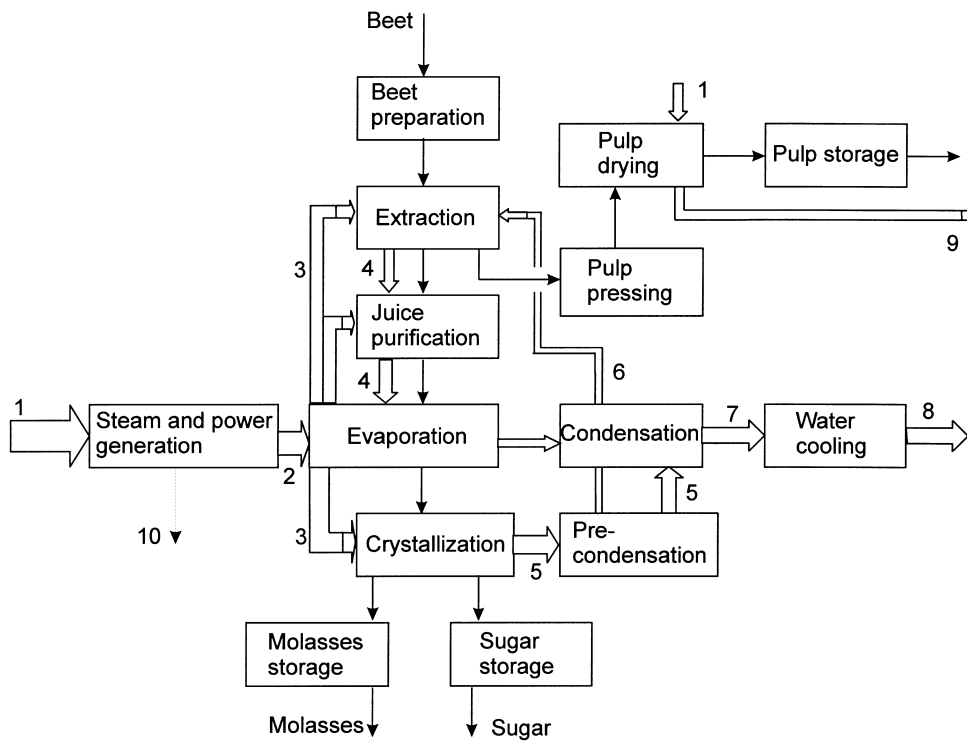 Beet
Beet
preparation
1
Pulp
drying
Pulp storage
9
Extraction
3
4
Pulp
pressing
Juice
purification
4
6
1
Steam and power
generation
2
Evaporation
Condensation
7
Water
cooling
8
5
10
3
Crystallization
5
Pre-
condensation
Molasses
storage
Sugar
storage
Molasses
Sugar